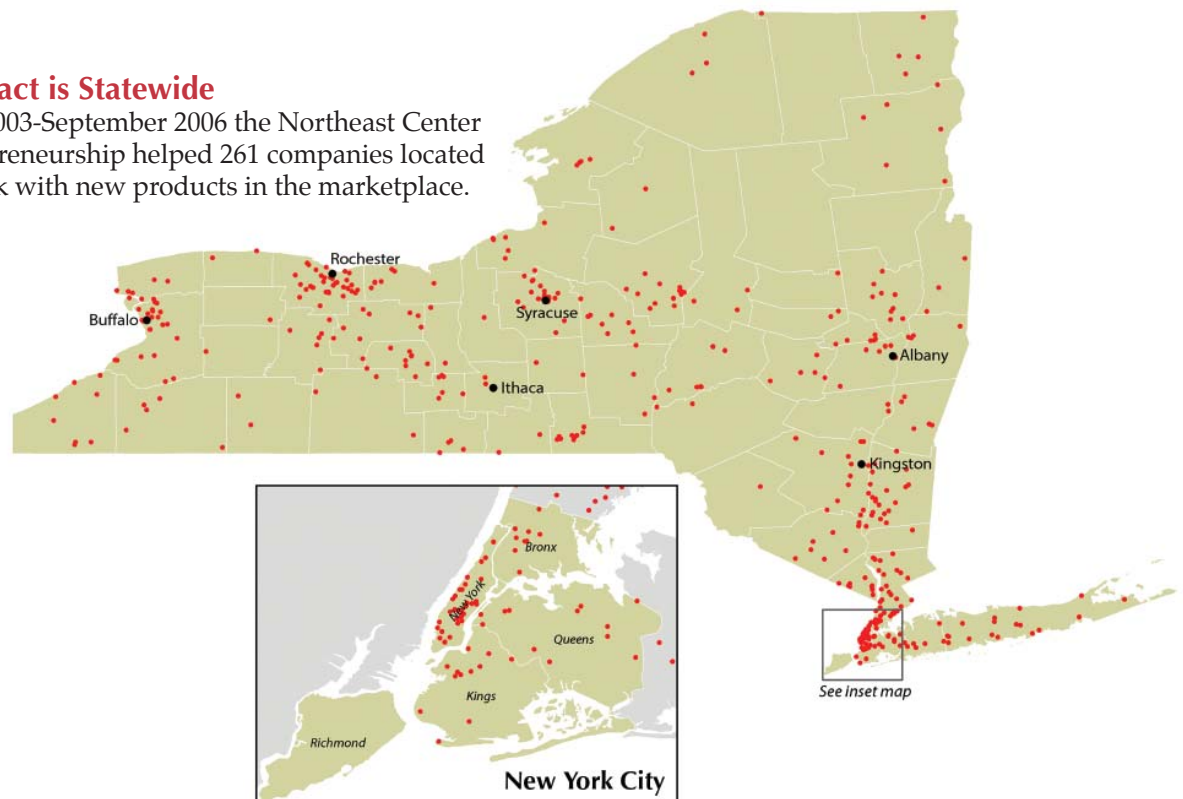 act is Statewide
003-September 2006 the Northeast Center
preneurship helped 261 companies located
k with new products in the marketplace.
Rochester
Buffalo
Syracuse
Ithaca
Albany
Kingston
See inset map
Bronx
New York
Queens
Kings
Richmond
New York City